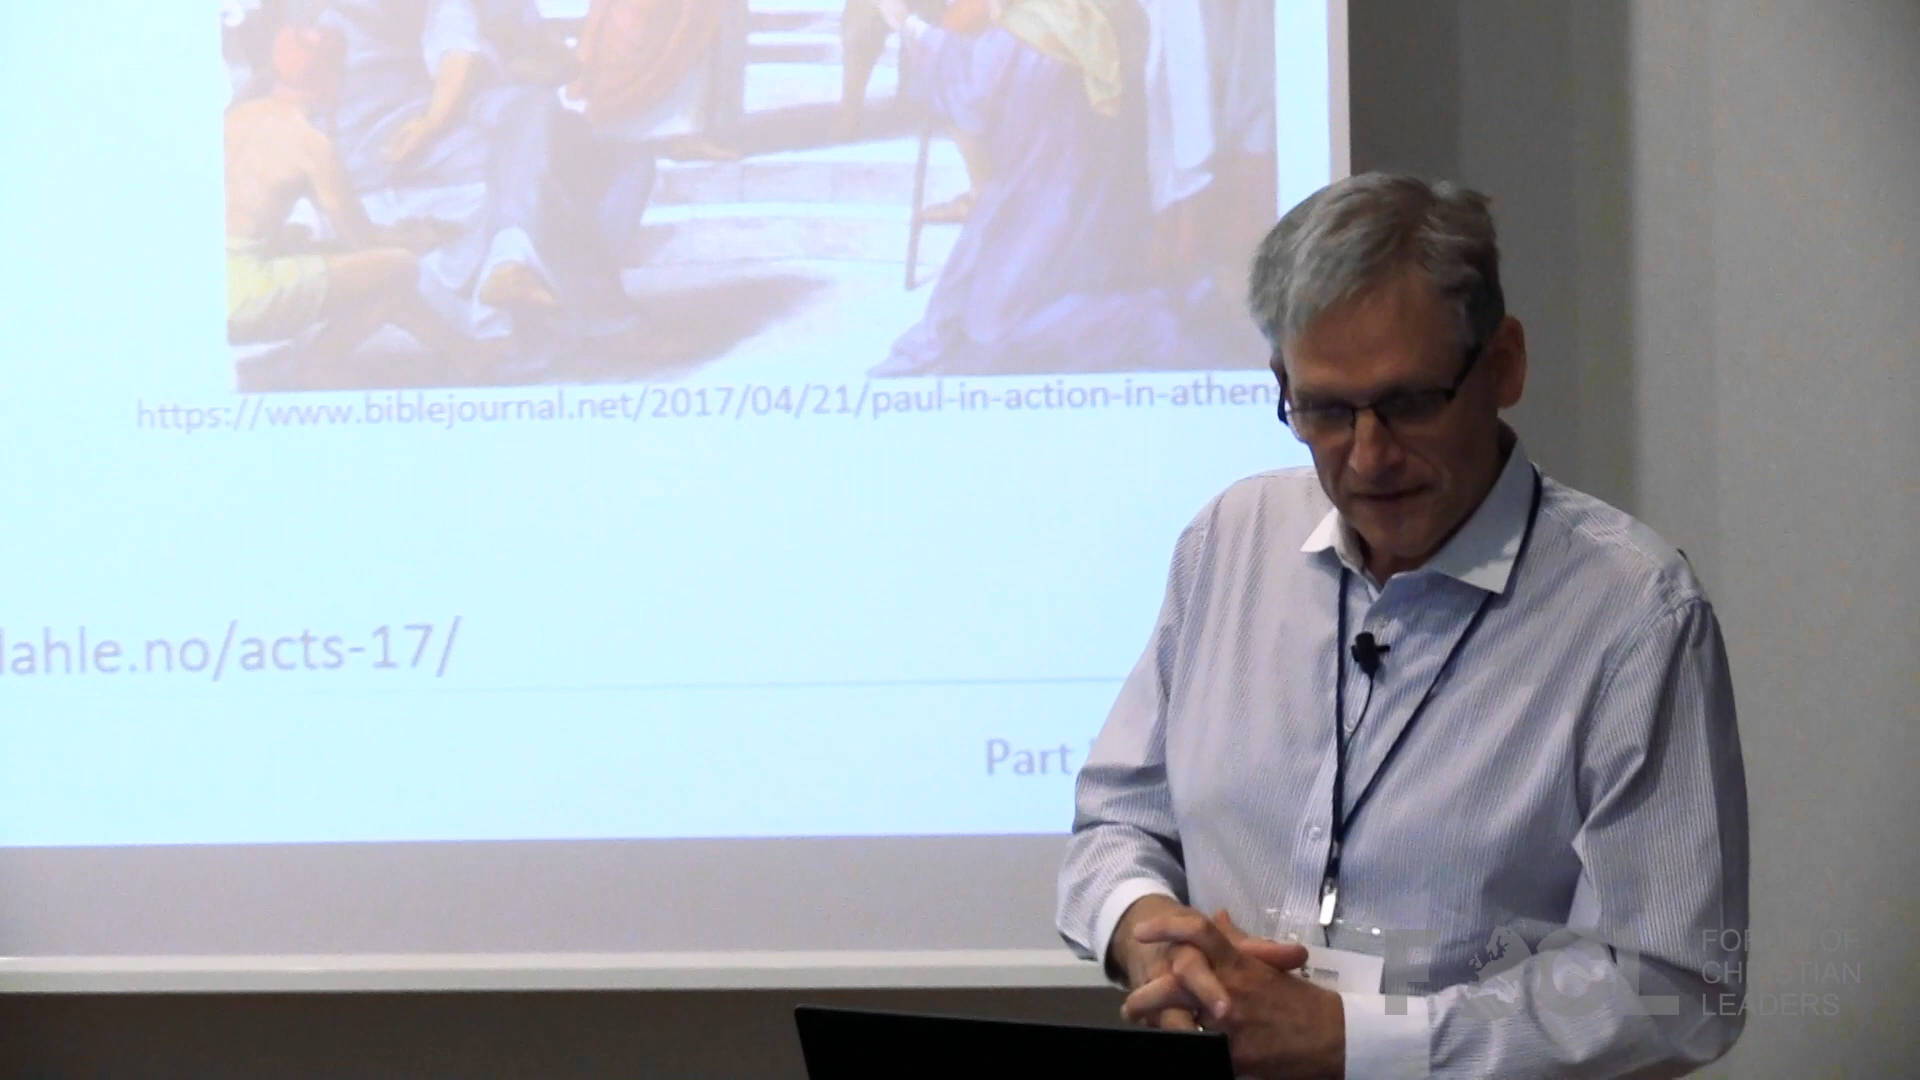 https://www.biblejournal.net/2017/04/21/paul-in-action-in-athens
lahle.no/acts-17/
Part
FOCL
FORUM OF
CHRISTIAN
LEADERS